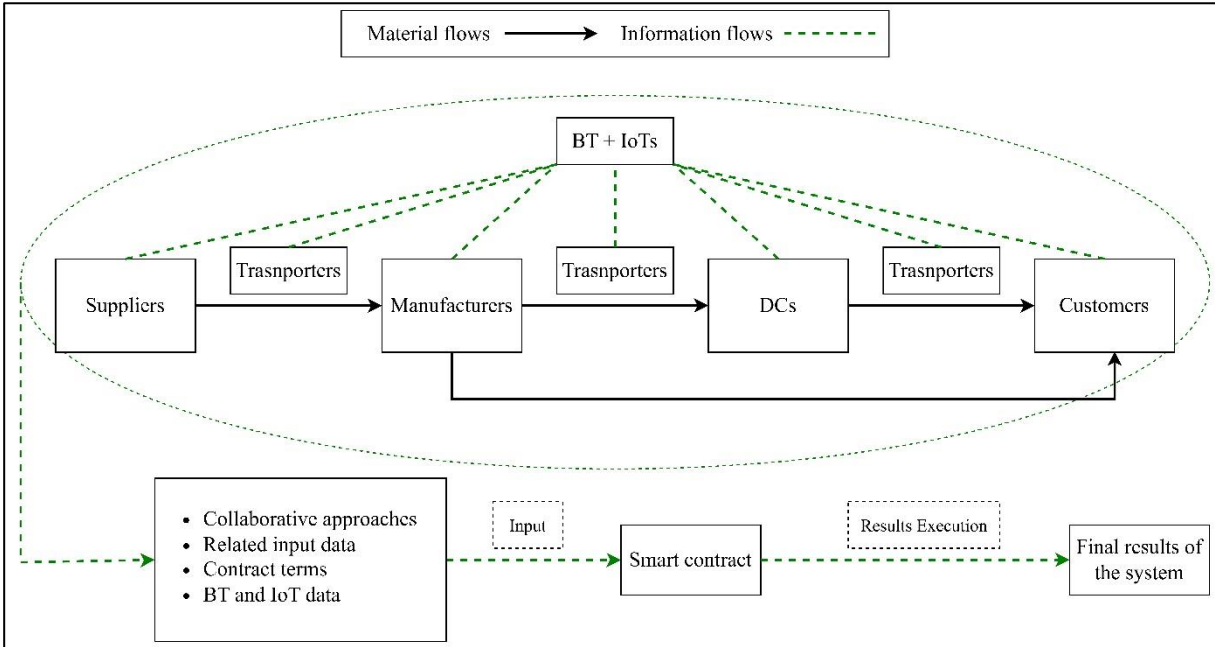 Material flows
Information flows
BT + IoTs
Trasnporters
Trasnporters
Trasnporters
Suppliers
Manufacturers
DCs
Customers
• Collaborative approaches
• Related input data
• Contract terms
• BT and IoT data
Input
Smart contract
Results Execution
Final results of
the system